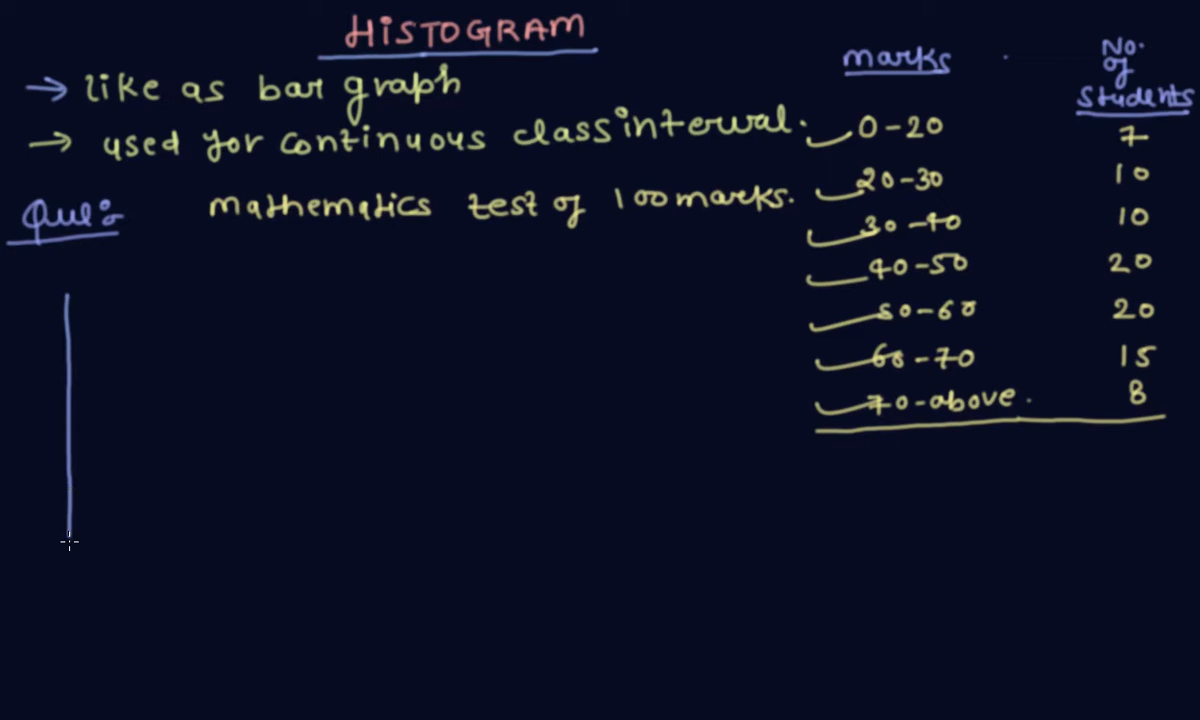 HISTOGRAM
→ like as bar graph
→ used for continuous class interval.
Que:
mathematics test of 100 marks.
marks No. of Students
0-20 7
20-30 10
30-40 10
40-50 20
50-60 20
60-70 15
70-above. 8